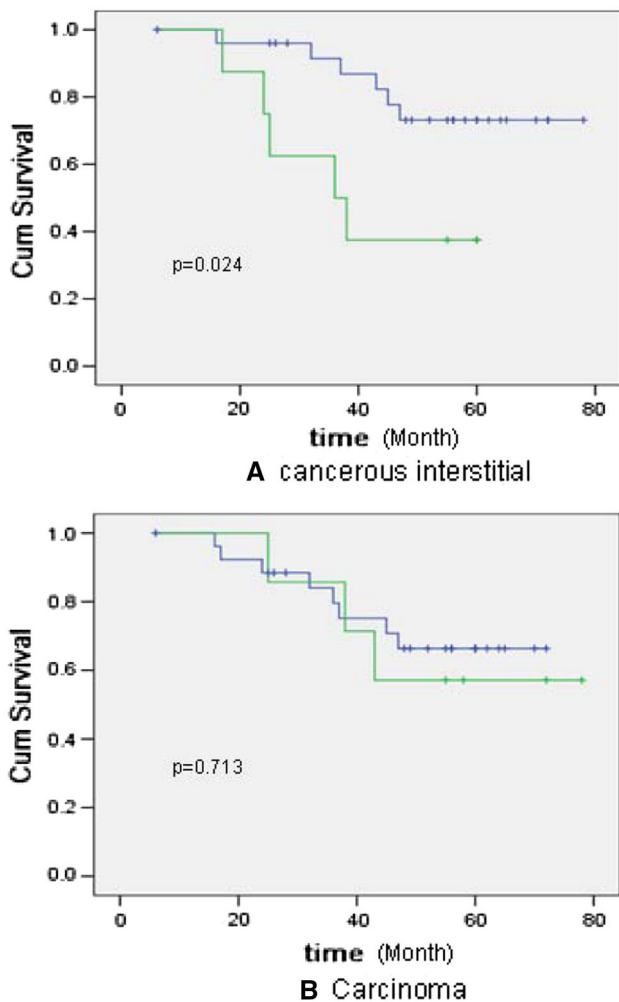 1.0
0.8
0.6
0.4
0.2
0.0
Cum Survival
p=0.024
0 20 40 60 80
time (Month)
A cancerous interstitial
1.0
0.8
0.6
0.4
0.2
0.0
Cum Survival
p=0.713
0 20 40 60 80
time (Month)
B Carcinoma